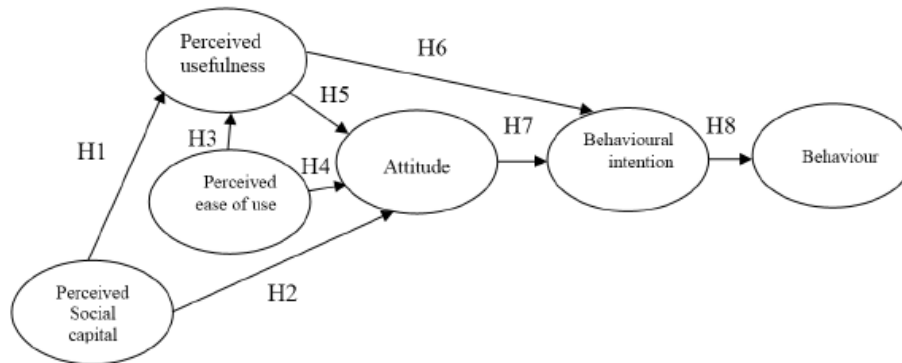 Perceived
usefulness
H6
H5
H1
H3
H4
Perceived
ease of use
Attitude
H7
Behavioural
intention
H8
Behaviour
H2
Perceived
Social
capital